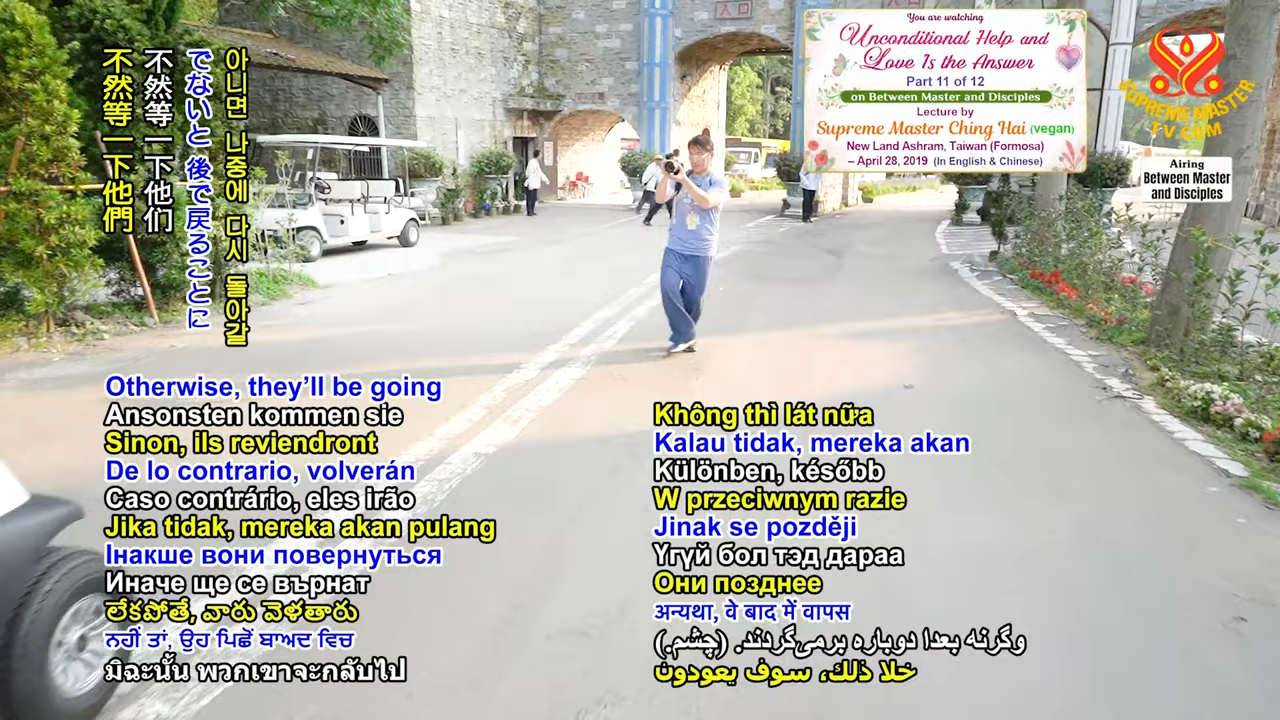 入口
You are watching
Unconditional Help and
Love Is the Answer
Part 11 of 12
on Between Master and Disciples
Lecture by
Supreme Master Ching Hai (vegan)
New Land Ashram, Taiwan (Formosa)
– April 28, 2019 (In English & Chinese)
SUPREME MASTER
TV.COM
Airing
Between Master
and Disciples
아니면 나중에 다시 돌아갈
でないと 後で戻ることに
不然等一下他们
不然等一下他們
Otherwise, they’ll be going
Ansonsten kommen sie
Sinon, ils reviendront
De lo contrario, volverán
Caso contrário, eles irão
Jika tidak, mereka akan pulang
Інакше вони повернуться
Иначе ще се върнат
లేకపోతే, వారు వెళతారు
ਨਹੀਂ ਤਾਂ, ਉਹ ਪਿਛੋਂ ਬਾਅਦ ਵਿਚ
มิฉะนั้น พวกเขาจะกลับไป
Không thì lát nữa
Kalau tidak, mereka akan
Különben, később
W przeciwnym razie
Jinak se později
Үгүй бол тэд дараа
Они позднее
अन्यथा, वे बाद में वापस
وگرنه بعدا دوباره برمی‌گردند. (چشم.)
خلا ذلك، سوف يعودون